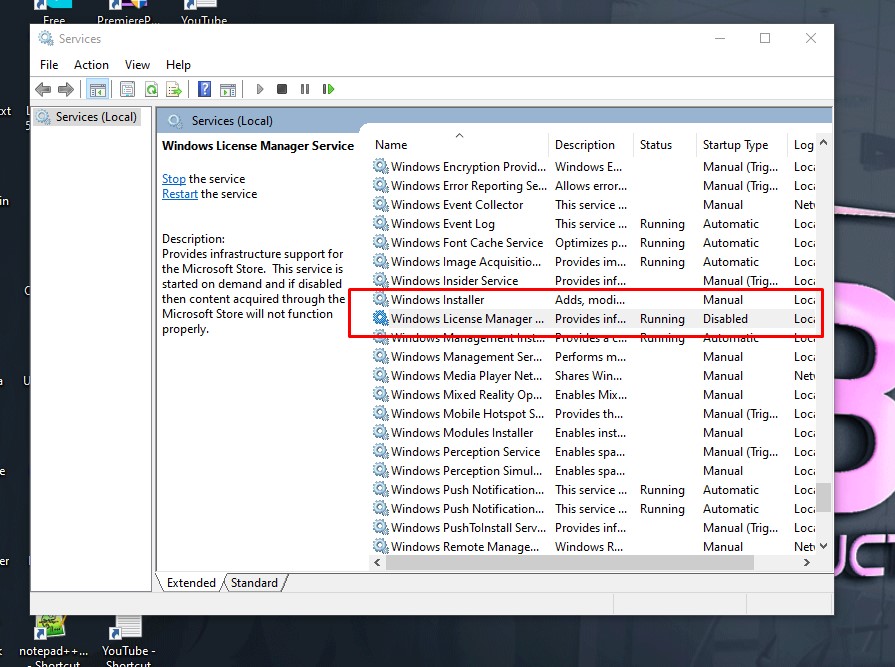 Free
PremiereP...
YouTube
Services
File Action View Help
Services (Local)
Services (Local)
Windows License Manager Service
Stop the service
Restart the service
Description:
Provides infrastructure support for
the Microsoft Store. This service is
started on demand and if disabled
then content acquired through the
Microsoft Store will not function
properly.
Name Description Status Startup Type Log
Windows Encryption Provid... Windows E... Manual (Trig... Loca
Windows Error Reporting Se... Allows error... Manual (Trig... Loca
Windows Event Collector This service ... Manual Netv
Windows Event Log This service ... Running Automatic Loca
Windows Font Cache Service Optimizes p... Running Automatic Loca
Windows Image Acquisitio... Provides im... Running Automatic Loca
Windows Insider Service Provides inf... Manual (Trig... Loca
Windows Installer Adds, modi... Manual Loca
Windows License Manager ... Provides inf... Running Disabled Loca
Windows Management Inst... Provides a c... Running Automatic Loca
Windows Management Ser... Performs m... Manual Loca
Windows Media Player Net... Shares Win... Manual Netv
Windows Mixed Reality Op... Enables Mix... Manual Loca
Windows Mobile Hotspot S... Provides th... Manual (Trig... Loca
Windows Modules Installer Enables inst... Manual Loca
Windows Perception Service Enables spa... Manual (Trig... Loca
Windows Perception Simul... Enables spa... Manual Loca
Windows Push Notification... This service ... Running Automatic Loca
Windows Push Notification... This service ... Running Automatic Loca
Windows PushToInstall Serv... Provides inf... Manual (Trig... Loca
Windows Remote Manage... Windows R... Manual Netv
Extended Standard
notepad++...
- Shortcut
YouTube -
Shortcut